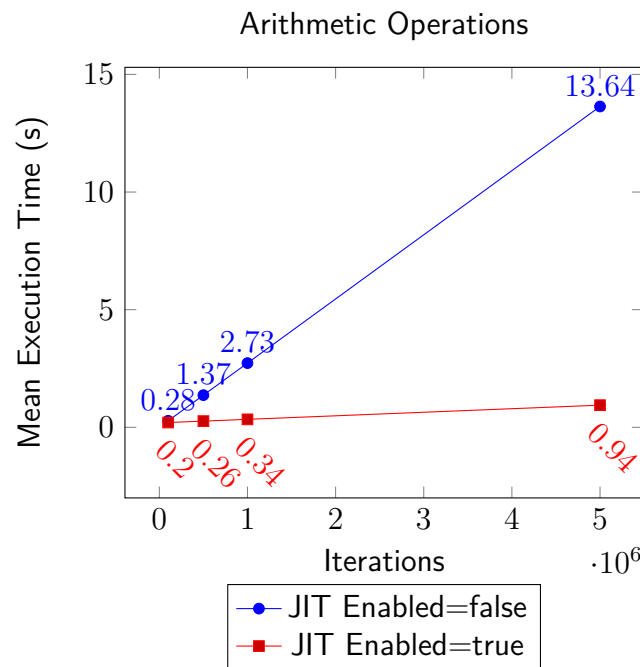 Arithmetic Operations
Mean Execution Time (s)
15
10
5
0
13.64
2.73
1.37
0.28
0.2
0.26
0.34
0.94
0 1 2 3 4 5
Iterations
·10⁶
JIT Enabled=false
JIT Enabled=true